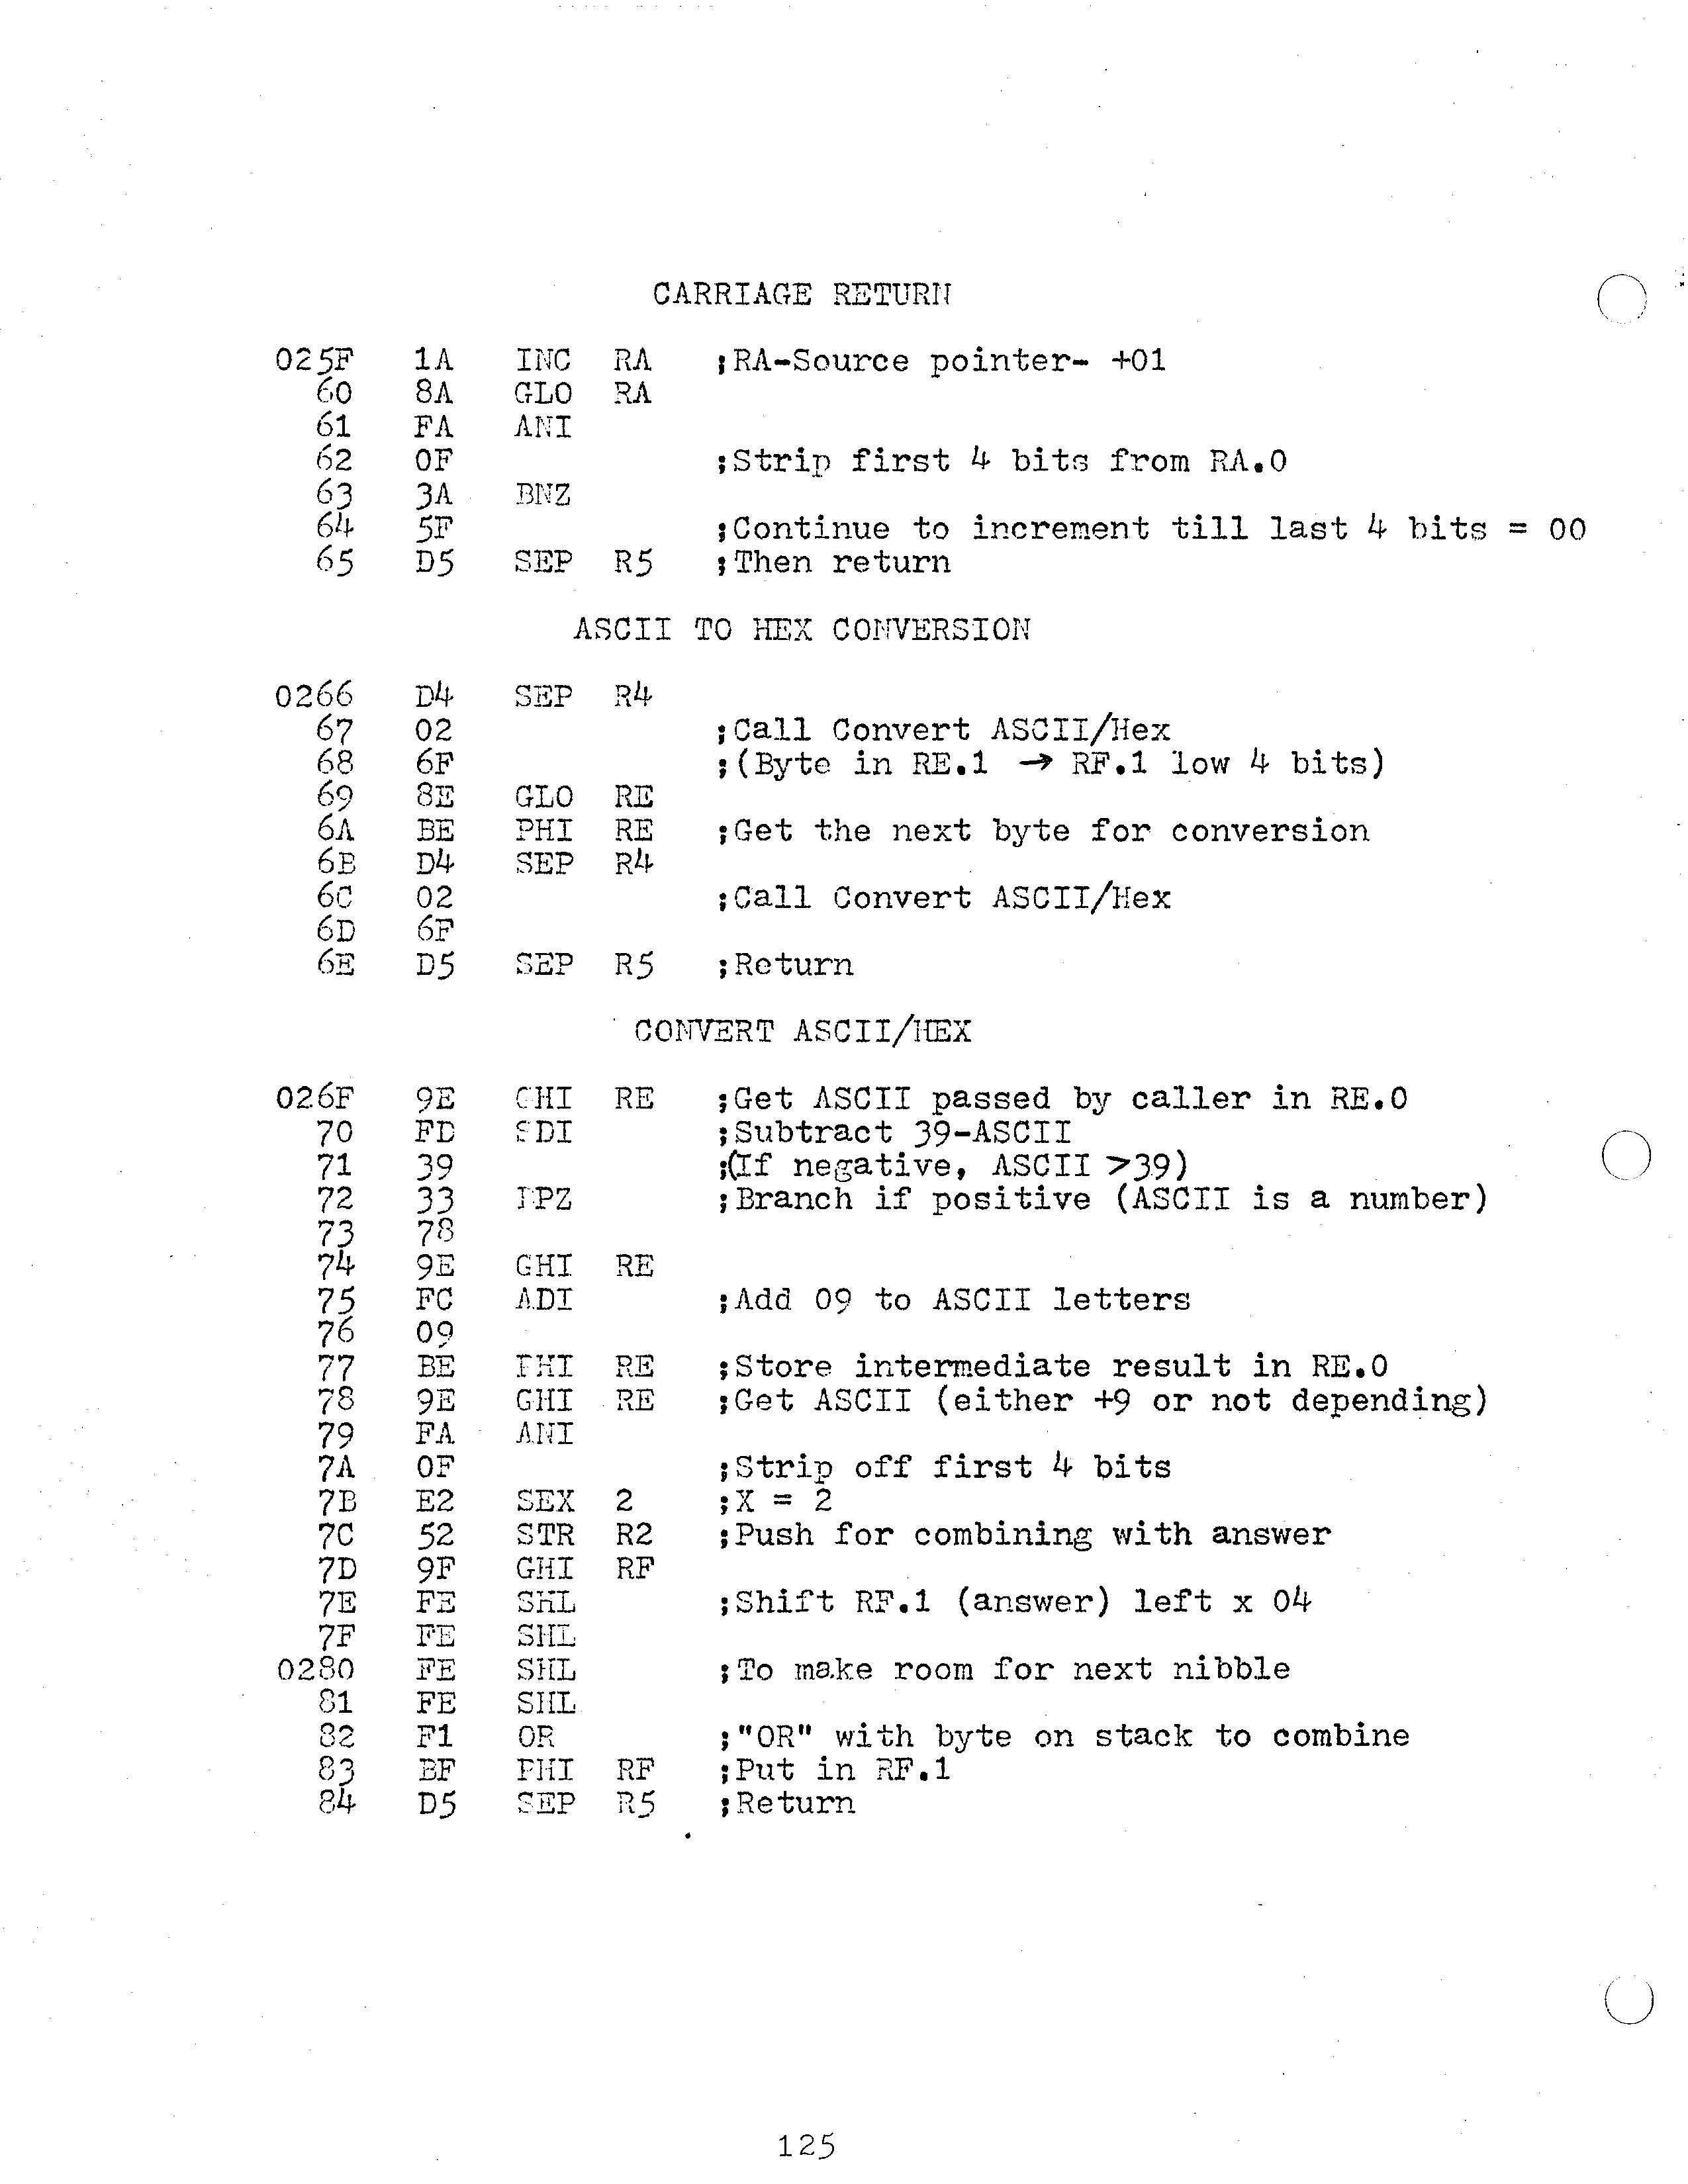 CARRIAGE RETURN
025F 1A INC RA ;RA-Source pointer- +01
60 8A GLO RA
61 FA ANI
62 0F ;Strip first 4 bits from RA.0
63 3A BNZ
64 5F ;Continue to increment till last 4 bits = 00
65 D5 SEP R5 ;Then return
ASCII TO HEX CONVERSION
0266 D4 SEP R4
67 02 ;Call Convert ASCII/Hex
68 6F ;(Byte in RE.1 → RF.1 low 4 bits)
69 8E GLO RE
6A BE PHI RE ;Get the next byte for conversion
6B D4 SEP R4
6C 02 ;Call Convert ASCII/Hex
6D 6F
6E D5 SEP R5 ;Return
CONVERT ASCII/HEX
026F 9E GHI RE ;Get ASCII passed by caller in RE.0
70 FD SDI ;Subtract 39-ASCII
71 39 ;(If negative, ASCII >39)
72 33 BPZ ;Branch if positive (ASCII is a number)
73 78
74 9E GHI RE
75 FC ADI ;Add 09 to ASCII letters
76 09
77 BE PHI RE ;Store intermediate result in RE.0
78 9E GHI RE ;Get ASCII (either +9 or not depending)
79 FA ANI
7A 0F ;Strip off first 4 bits
7B E2 SEX 2 ;X = 2
7C 52 STR R2 ;Push for combining with answer
7D 9F GHI RF
7E FE SHL ;Shift RF.1 (answer) left x 04
7F FE SHL
0280 FE SHL ;To make room for next nibble
81 FE SHL
82 F1 OR ;"OR" with byte on stack to combine
83 BF PHI RF ;Put in RF.1
84 D5 SEP R5 ;Return
125